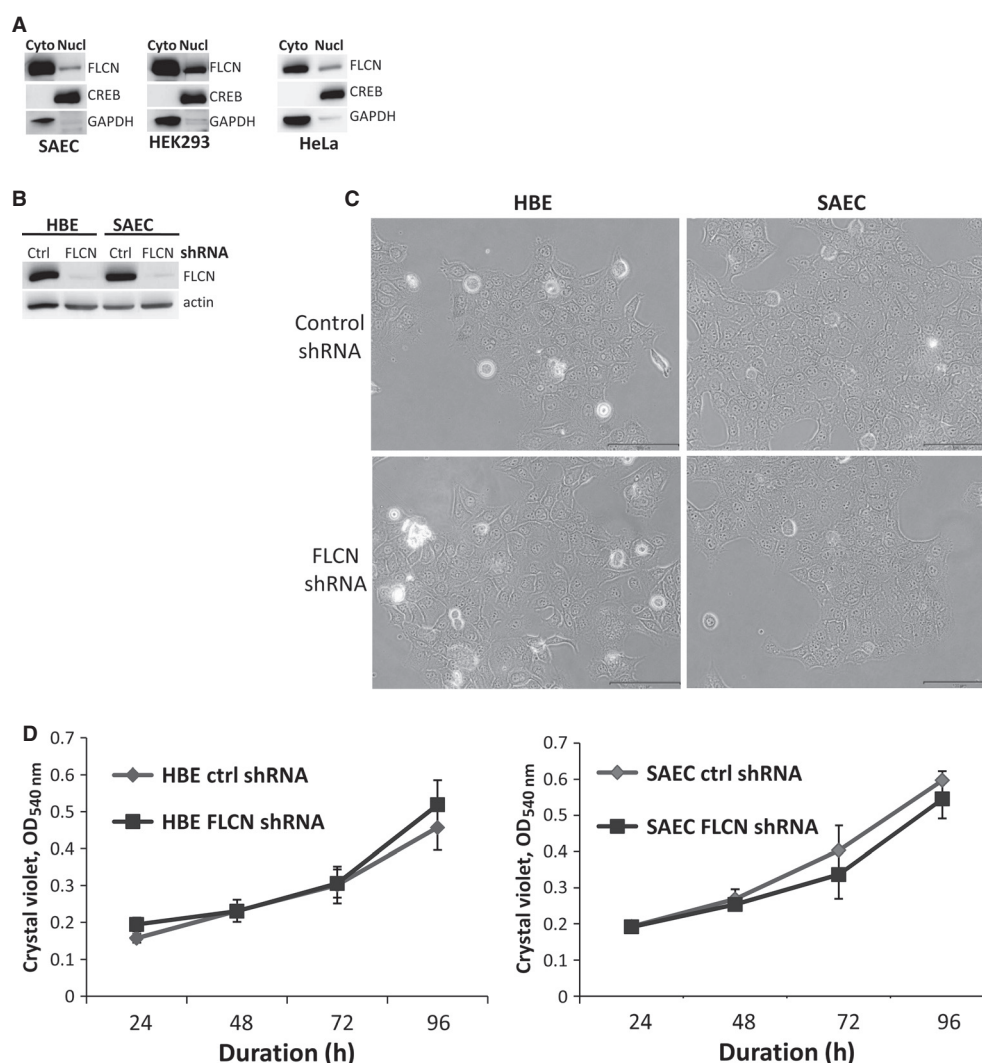 A
Cyto Nucl
FLCN
CREB
GAPDH
SAEC
Cyto Nucl
FLCN
CREB
GAPDH
HEK293
Cyto Nucl
FLCN
CREB
GAPDH
HeLa
B
HBE SAEC
Ctrl FLCN Ctrl FLCN shRNA
FLCN
actin
C
HBE SAEC
Control
shRNA
FLCN
shRNA
D
Crystal violet, OD540 nm
0.7
0.6
0.5
0.4
0.3
0.2
0.1
0
HBE ctrl shRNA
HBE FLCN shRNA
24 48 72 96
Duration (h)
Crystal violet, OD540 nm
0.7
0.6
0.5
0.4
0.3
0.2
0.1
0
SAEC ctrl shRNA
SAEC FLCN shRNA
24 48 72 96
Duration (h)